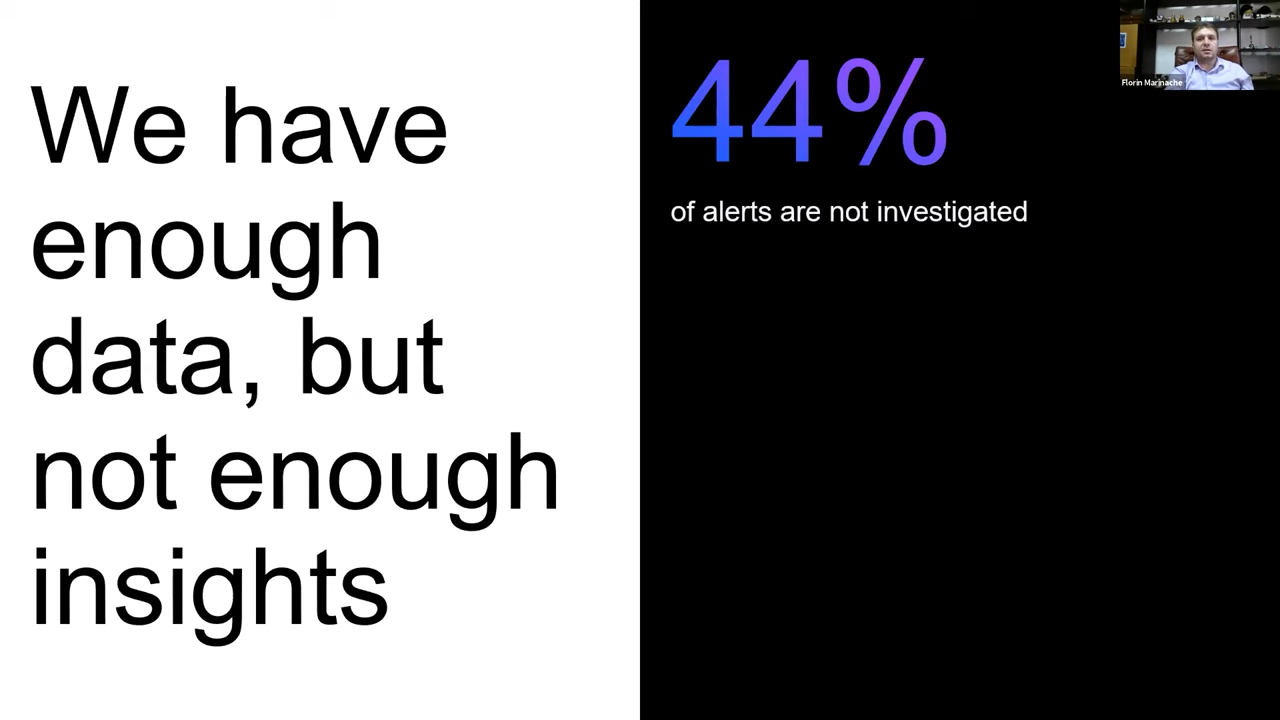 We have
enough
data, but
not enough
insights
44%
of alerts are not investigated
Florin Marinache